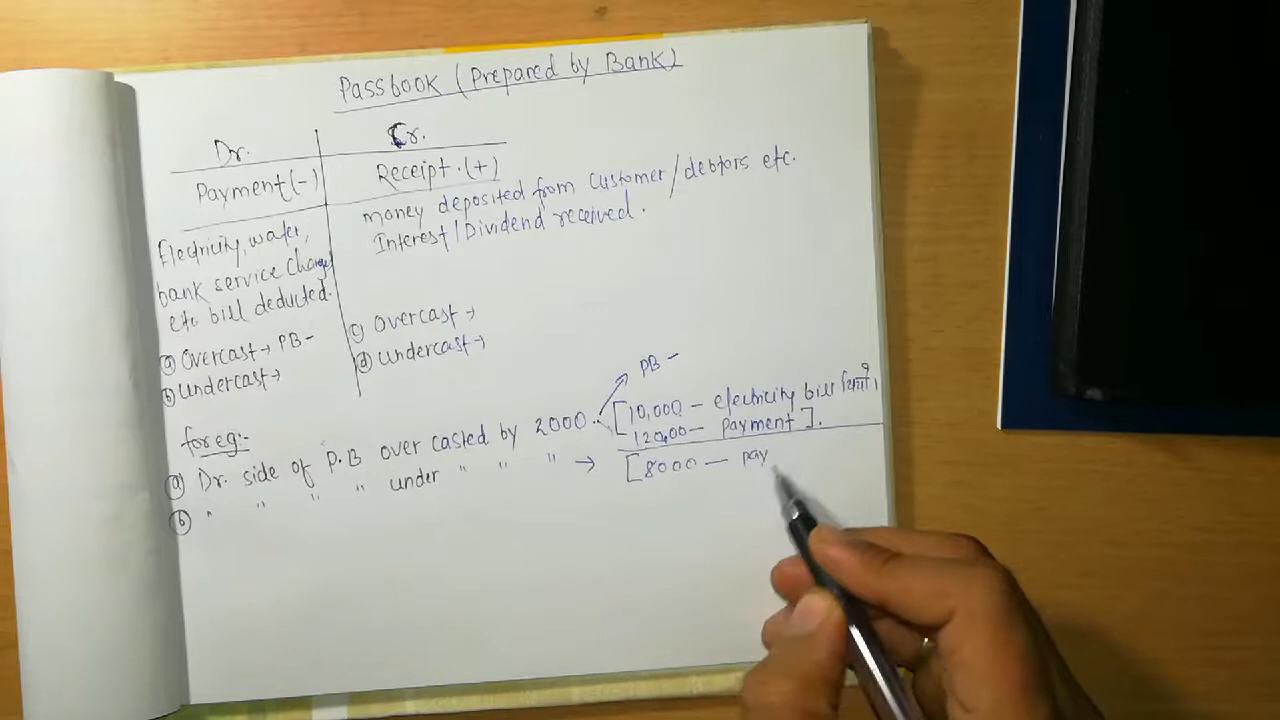 Passbook (Prepared by Bank)
Dr.
Cr.
Payment(-)
Receipt.(+)
Electricity, water,
bank service charge
etc bill deducted.
money deposited from customer/debtors etc.
Interest/Dividend received.
(a) Overcast→ PB -
(b) Undercast→
(c) Overcast →
(d) Undercast→
for eg:-
(a) Dr. side of P.B over casted by 2000.
PB -
[10,000 - electricity bill
120,00 - payment].
(b) " " " " under " " " → [8000 - pay